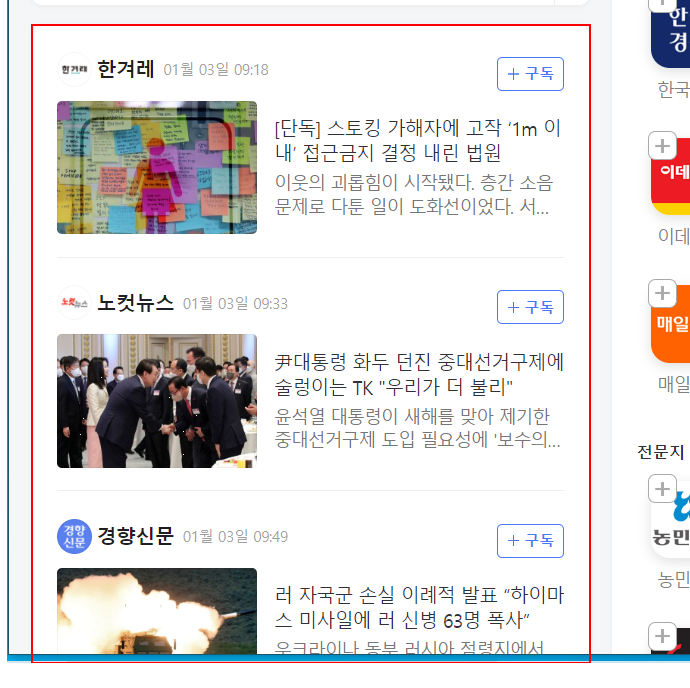 한겨레 한겨레 01월 03일 09:18
+ 구독
[단독] 스토킹 가해자에 고작 ‘1m 이
내’ 접근금지 결정 내린 법원
이웃의 괴롭힘이 시작됐다. 층간 소음
문제로 다툰 일이 도화선이었다. 서...
노컷뉴스 노컷뉴스 01월 03일 09:33
+ 구독
尹대통령 화두 던진 중대선거구제에
술렁이는 TK "우리가 더 불리"
윤석열 대통령이 새해를 맞아 제기한
중대선거구제 도입 필요성에 '보수의...
경향
신문
경향신문 01월 03일 09:49
+ 구독
러 자국군 손실 이례적 발표 “하이마
스 미사일에 러 신병 63명 폭사”
우크라이나 동부 러시아 점령지에서
한
경
한국
+
이데
이데
+
매일
매일
전문지
+
농민
농민
+